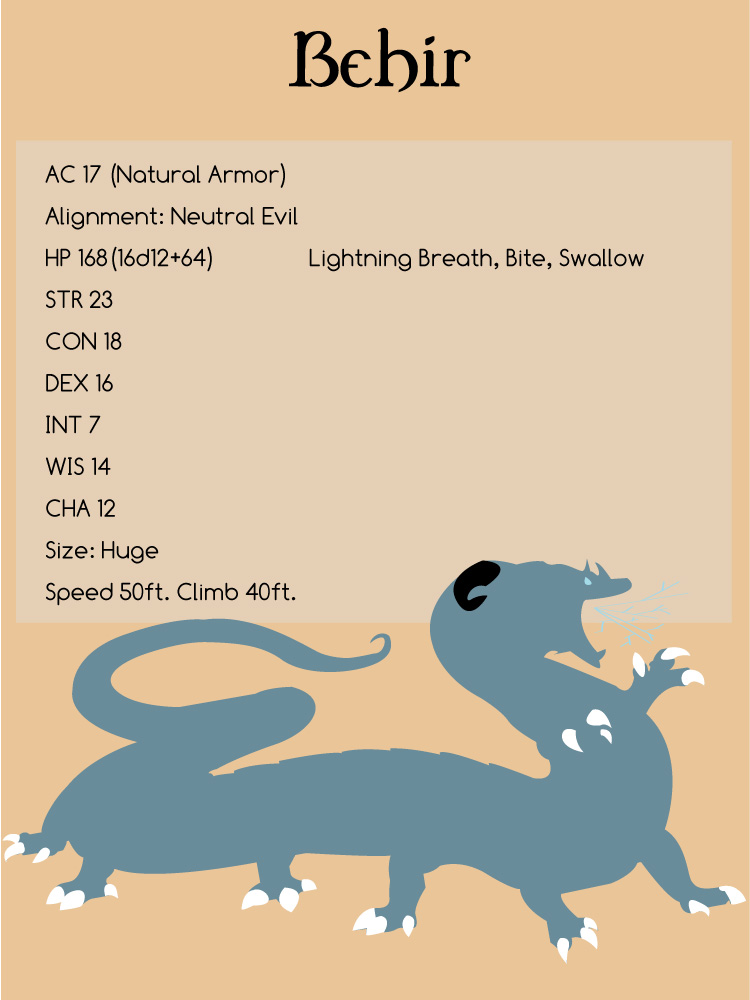 Behir
AC 17 (Natural Armor)
Alignment: Neutral Evil
HP 168 (16d12+64) Lightning Breath, Bite, Swallow
STR 23
CON 18
DEX 16
INT 7
WIS 14
CHA 12
Size: Huge
Speed 50ft. Climb 40ft.